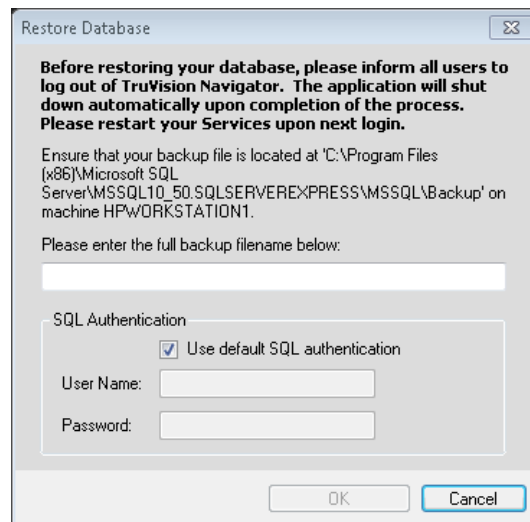 Restore Database
Before restoring your database, please inform all users to
log out of TruVision Navigator. The application will shut
down automatically upon completion of the process.
Please restart your Services upon next login.
Ensure that your backup file is located at 'C:\Program Files
(x86)\Microsoft SQL
Server\MSSQL10_50.SQLSERVEREXPRESS\MSSQL\Backup' on
machine HPWORKSTATION1.
Please enter the full backup filename below:
SQL Authentication
Use default SQL authentication
User Name:
Password:
OK Cancel